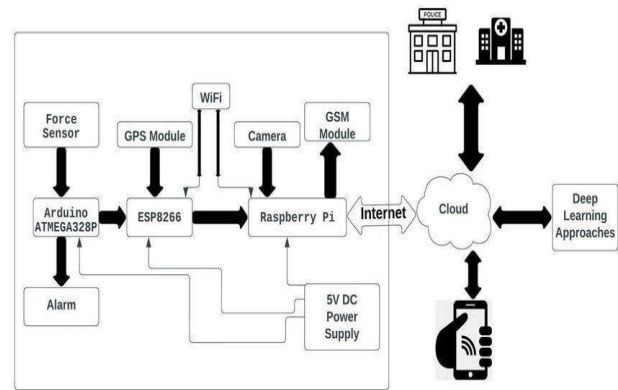 POLICE
WiFi
Force
Sensor
GPS Module
Camera
GSM
Module
Arduino
ATMEGA328P
ESP8266
Raspberry Pi
Internet
Cloud
Deep
Learning
Approaches
Alarm
5V DC
Power
Supply